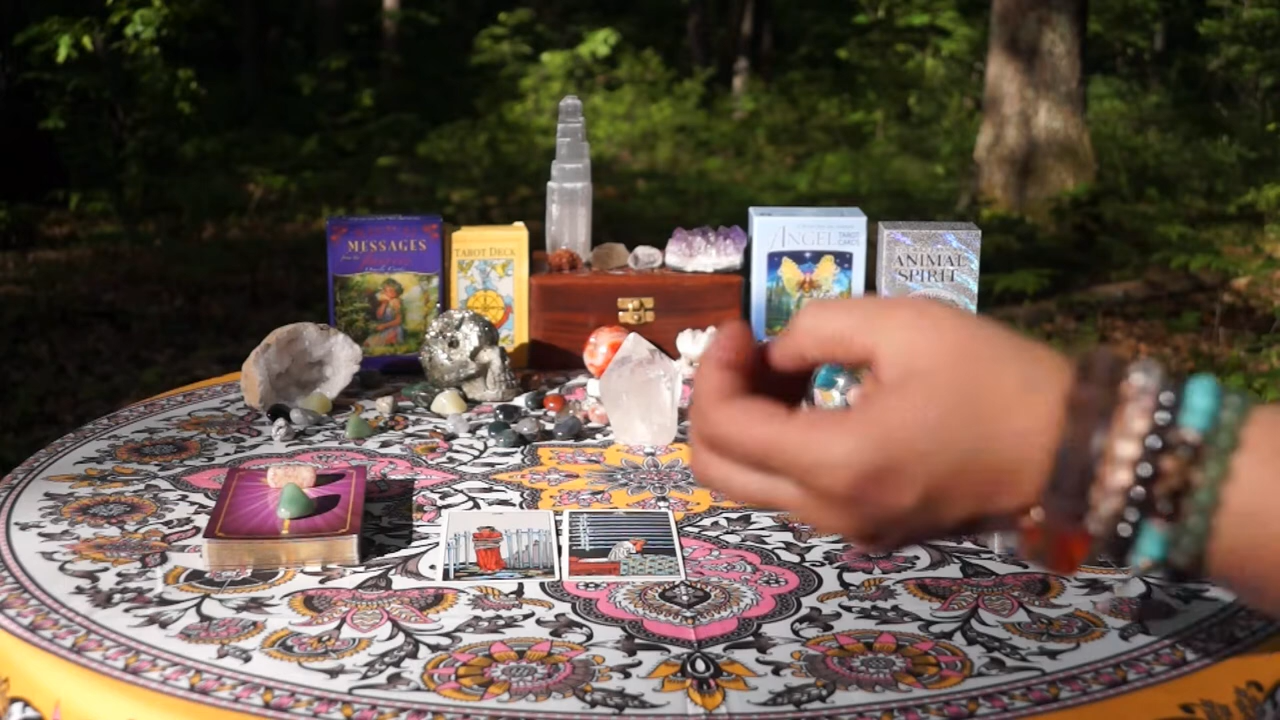 MESSAGES
TAROT DECK
ANGEL TAROT
CARDS
ANIMAL
SPIRIT